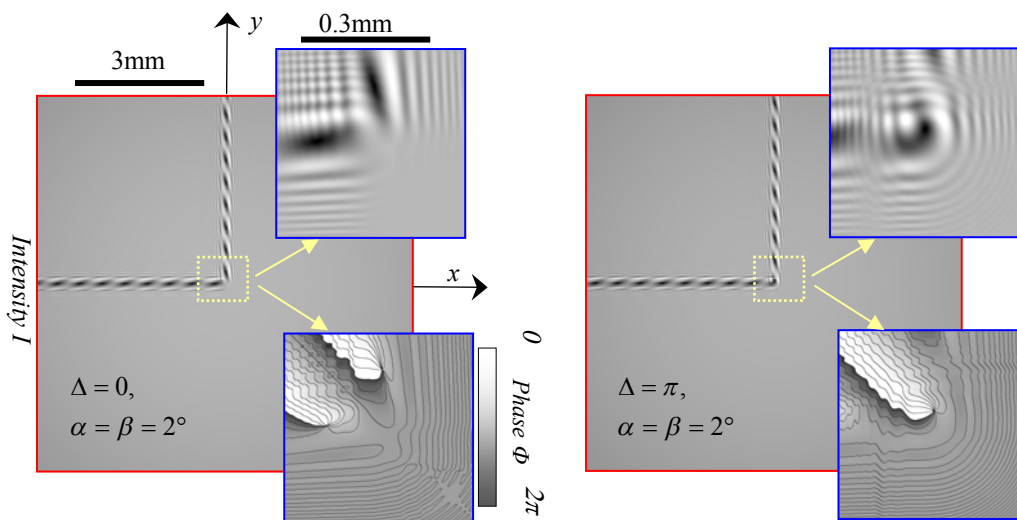 y
0.3mm
3mm
Intensity I
x
0
Phase Φ
2π
Δ = 0,
α = β = 2°
Δ = π,
α = β = 2°